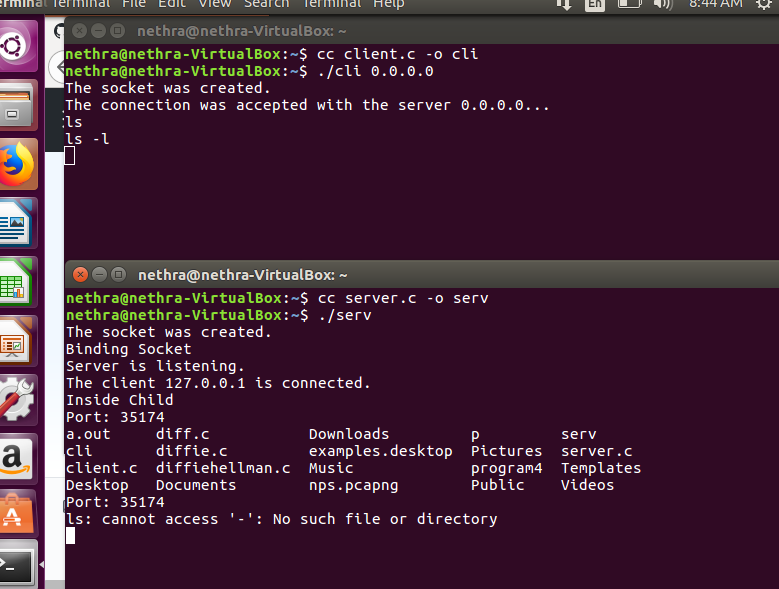 Terminal Terminal File Edit View Search Terminal Help En 8:44 AM
nethra@nethra-VirtualBox: ~
nethra@nethra-VirtualBox:~$ cc client.c -o cli
nethra@nethra-VirtualBox:~$ ./cli 0.0.0.0
The socket was created.
The connection was accepted with the server 0.0.0.0...
ls
ls -l
nethra@nethra-VirtualBox: ~
nethra@nethra-VirtualBox:~$ cc server.c -o serv
nethra@nethra-VirtualBox:~$ ./serv
The socket was created.
Binding Socket
Server is listening.
The client 127.0.0.1 is connected.
Inside Child
Port: 35174
a.out diff.c Downloads p serv
cli diffie.c examples.desktop Pictures server.c
client.c diffiehellman.c Music program4 Templates
Desktop Documents nps.pcapng Public Videos
Port: 35174
ls: cannot access '-': No such file or directory